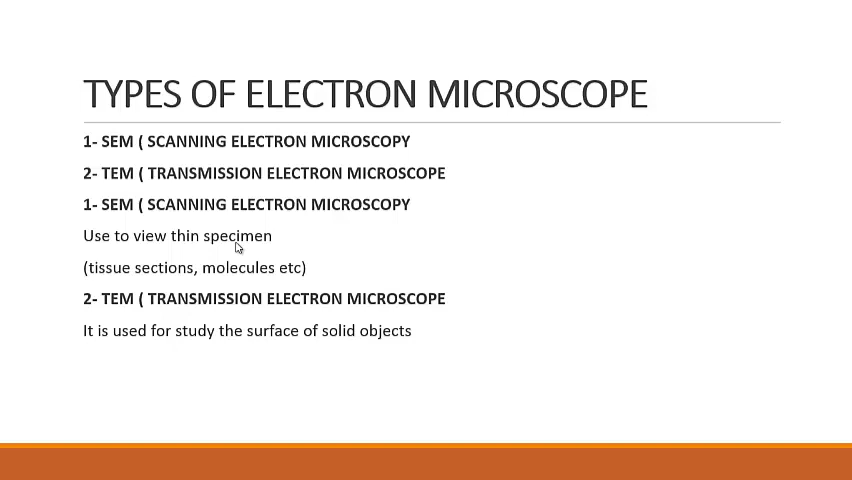 TYPES OF ELECTRON MICROSCOPE
1- SEM ( SCANNING ELECTRON MICROSCOPY
2- TEM ( TRANSMISSION ELECTRON MICROSCOPE
1- SEM ( SCANNING ELECTRON MICROSCOPY
Use to view thin specimen
(tissue sections, molecules etc)
2- TEM ( TRANSMISSION ELECTRON MICROSCOPE
It is used for study the surface of solid objects